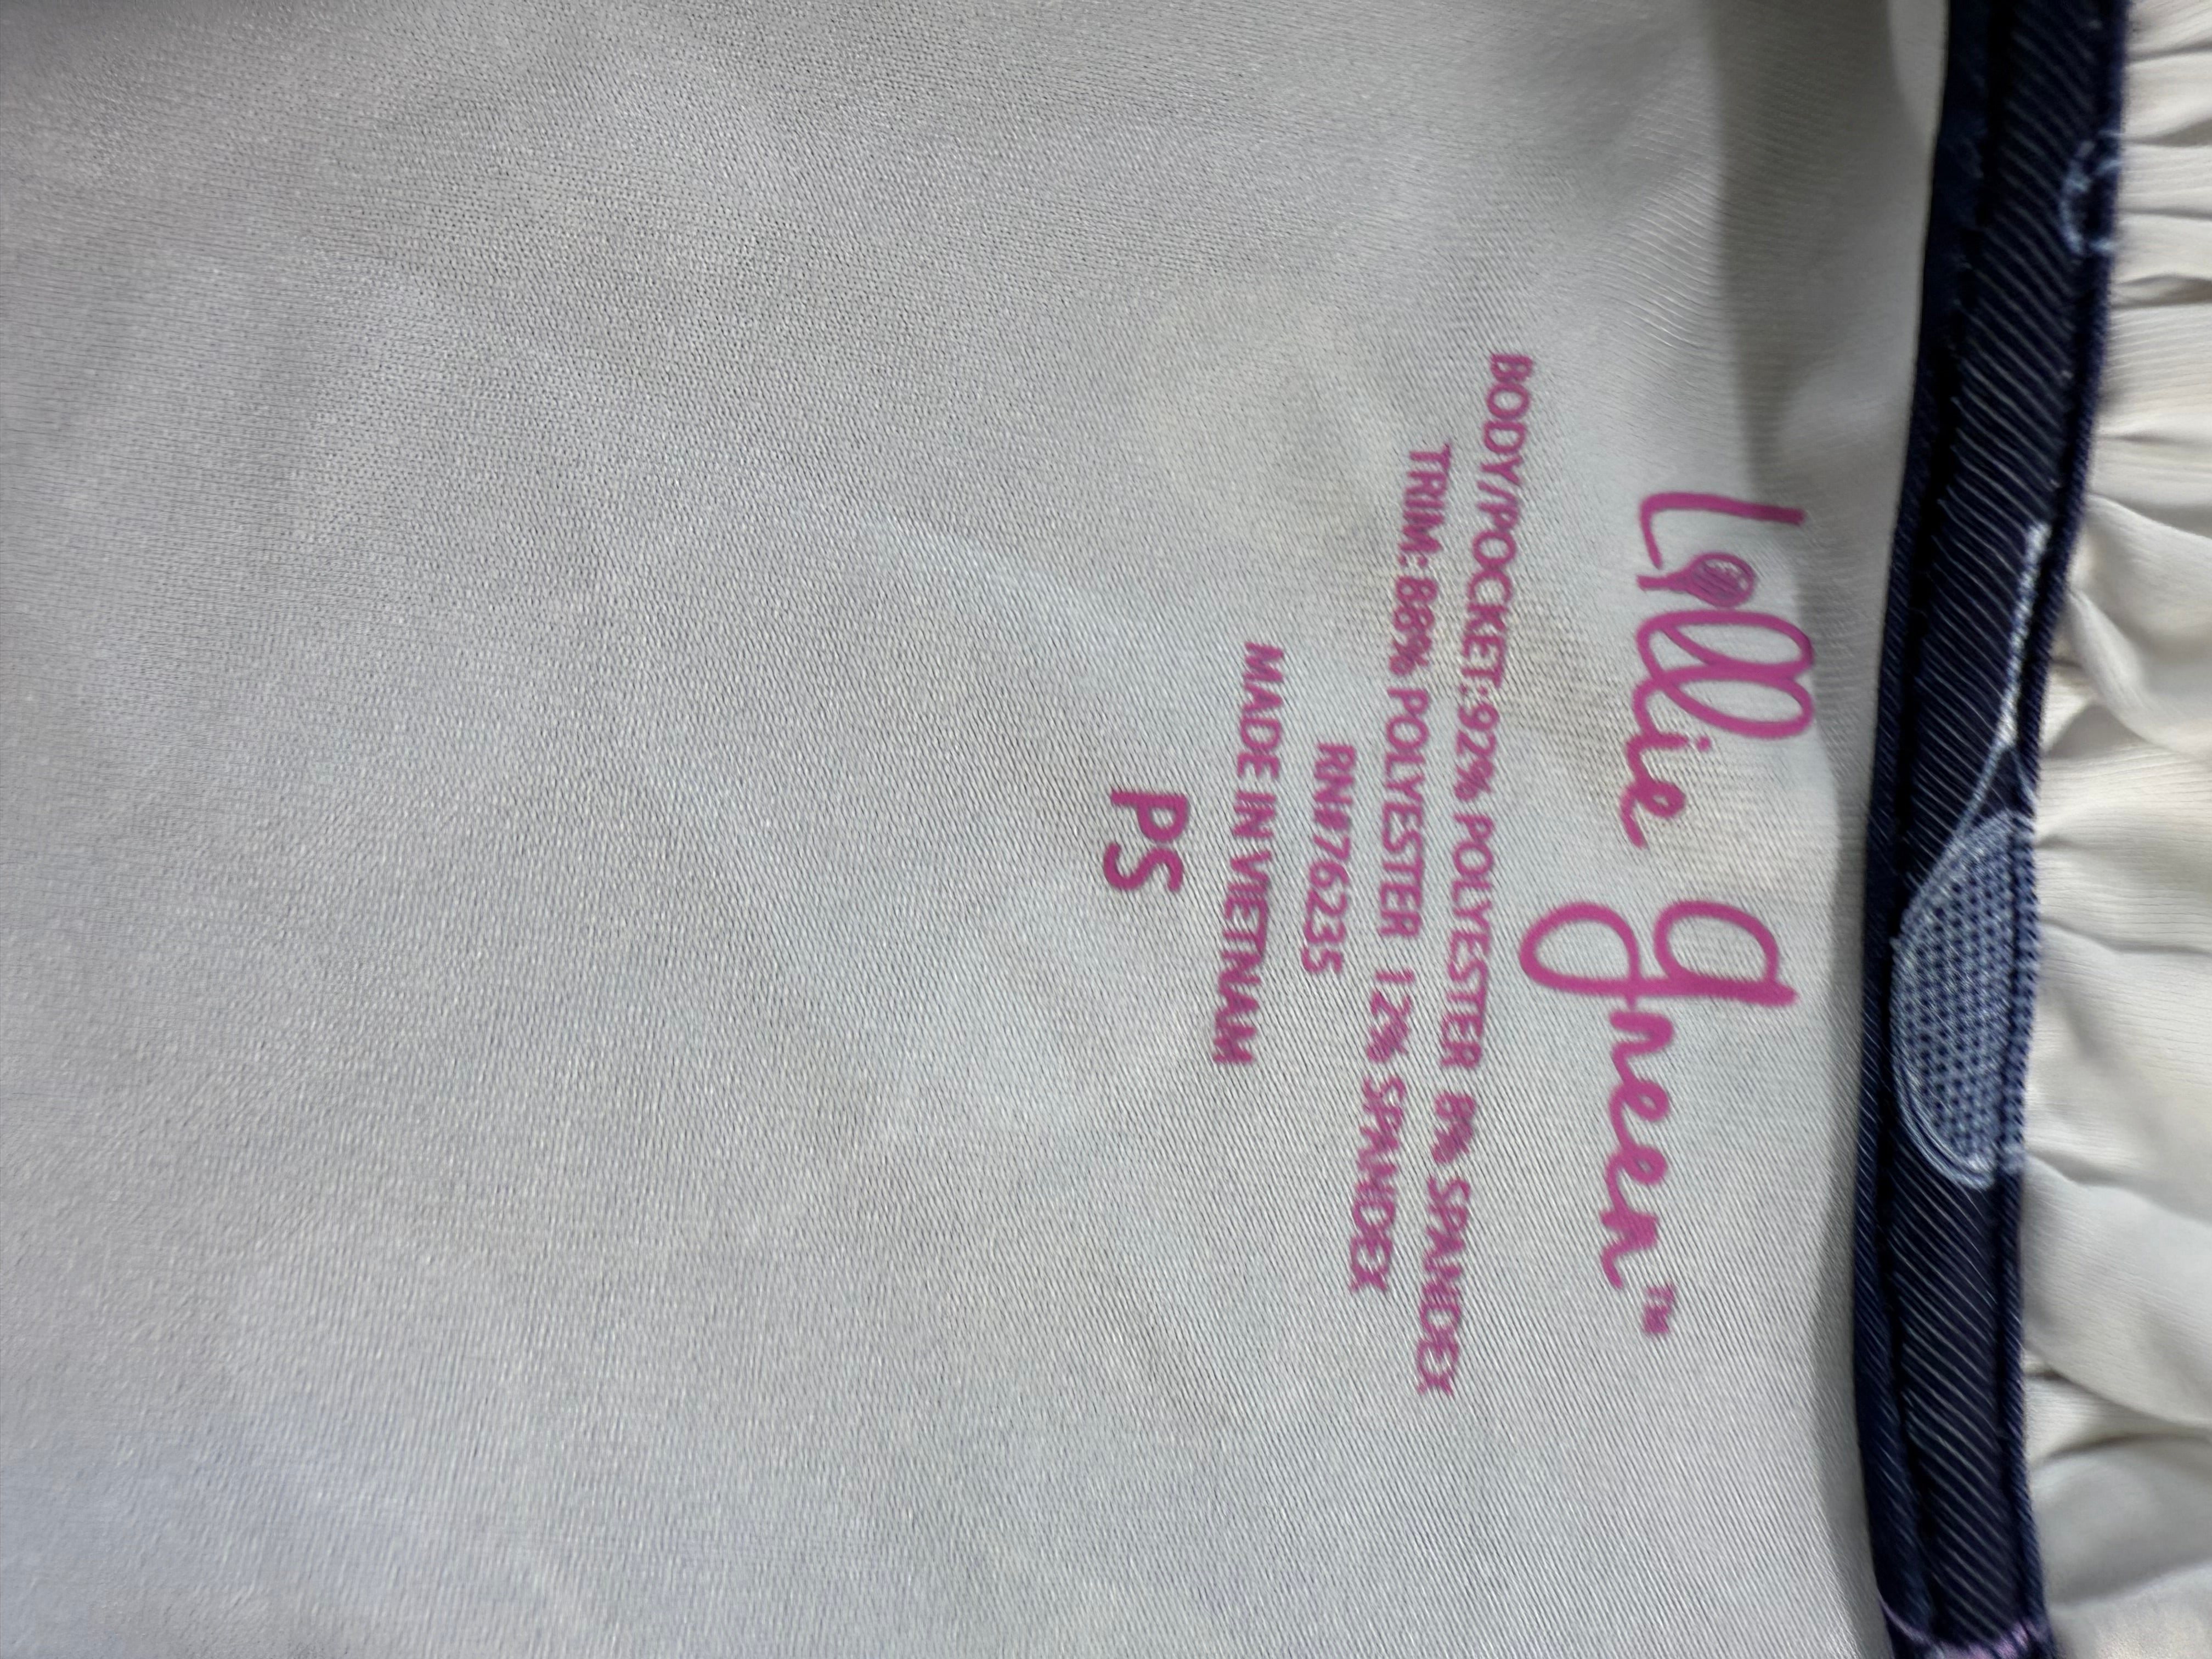 Lollie Green™
BODY/POCKET:92% POLYESTER 8% SPANDEX
TRIM:88% POLYESTER 12% SPANDEX
RN#76235
MADE IN VIETNAM
PS